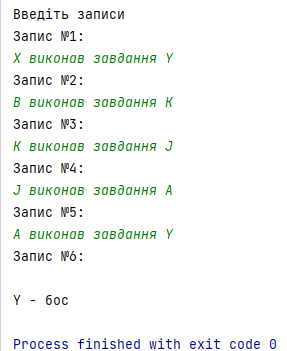 Введіть записи
Запис №1:
X виконав завдання Y
Запис №2:
B виконав завдання K
Запис №3:
K виконав завдання J
Запис №4:
J виконав завдання A
Запис №5:
A виконав завдання Y
Запис №6:
Y - бос
Process finished with exit code 0